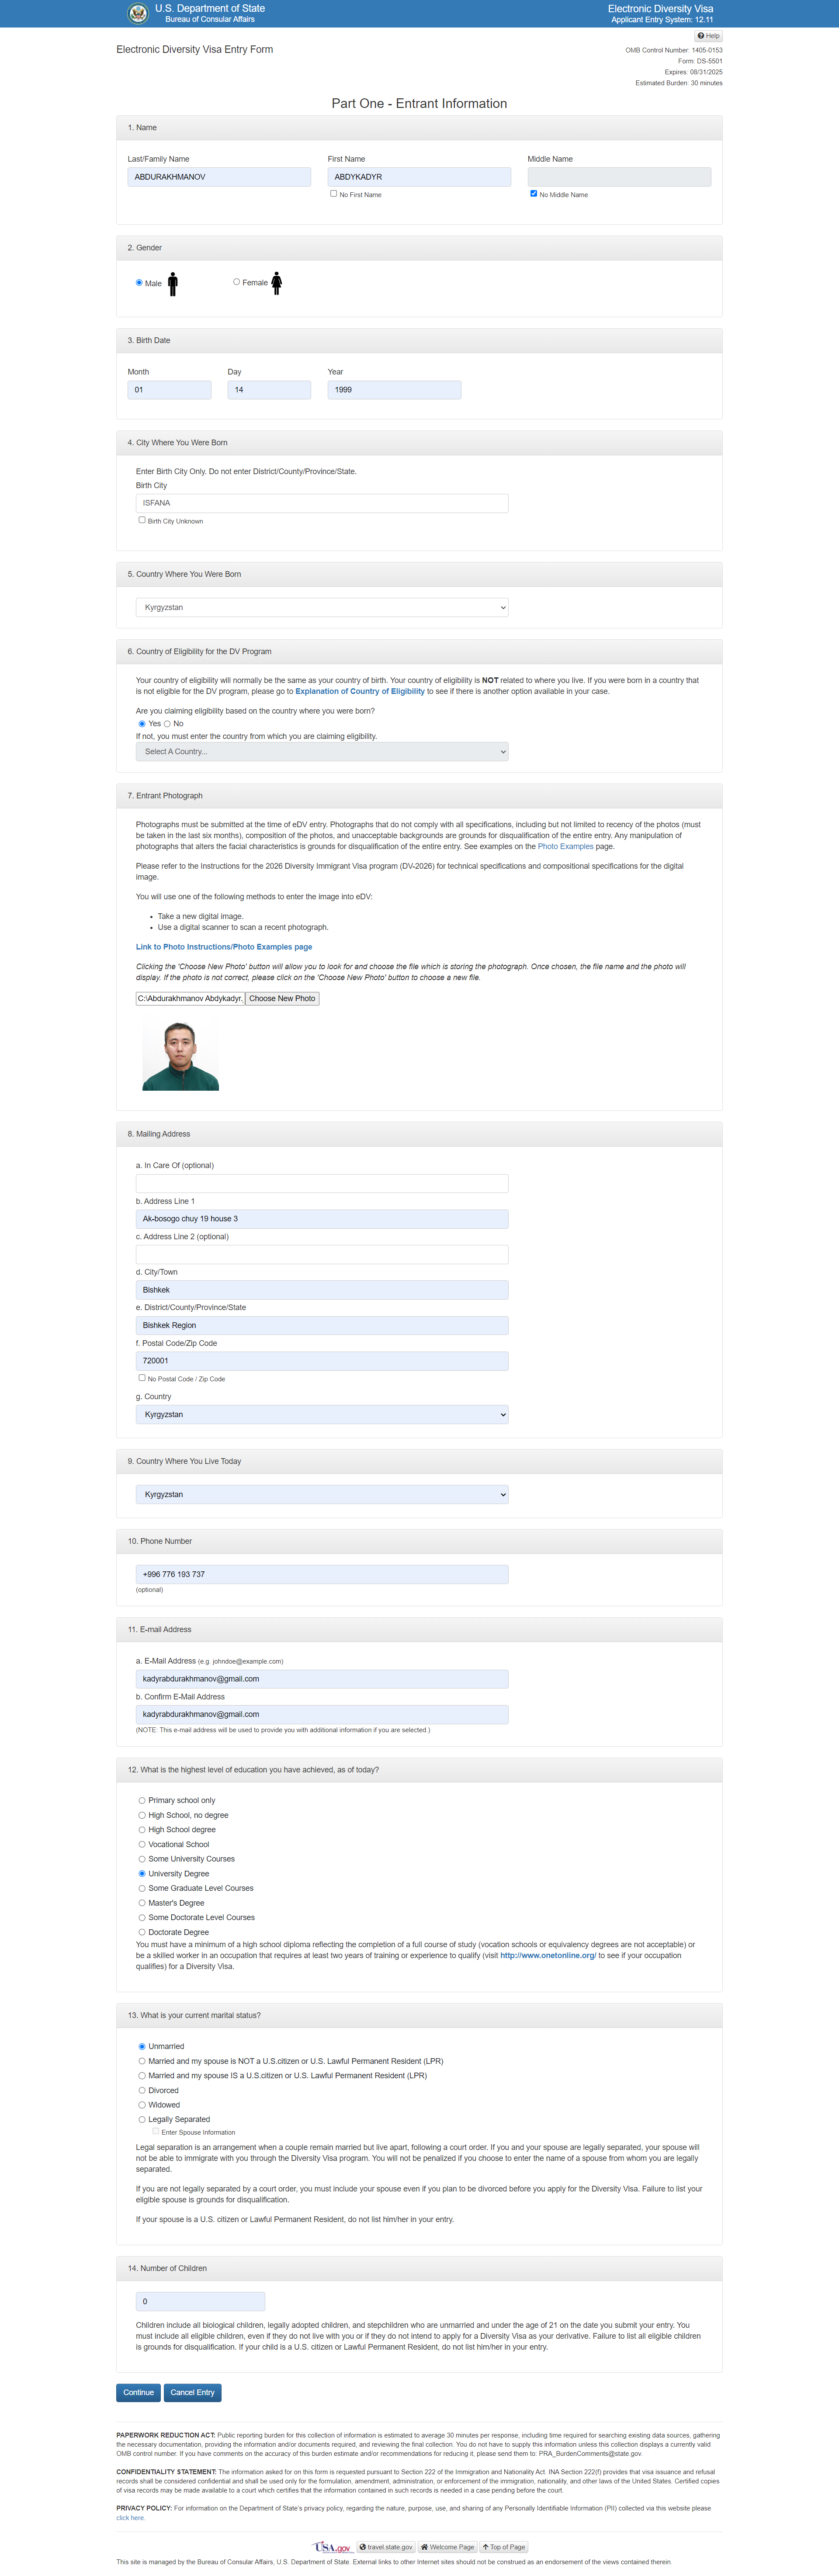 U.S. Department of State
Bureau of Consular Affairs
Electronic Diversity Visa
Applicant Entry System: 12.11
Help
Electronic Diversity Visa Entry Form
OMB Control Number: 1405-0153
Form: DS-5501
Expires: 08/31/2025
Estimated Burden: 30 minutes
Part One - Entrant Information
1. Name
Last/Family Name
First Name
Middle Name
ABDURAKHMANOV
ABDYKADYR
No First Name
No Middle Name
2. Gender
Male
Female
3. Birth Date
Month
Day
Year
01
14
1999
4. City Where You Were Born
Enter Birth City Only. Do not enter District/County/Province/State.
Birth City
ISFANA
Birth City Unknown
5. Country Where You Were Born
Kyrgyzstan
6. Country of Eligibility for the DV Program
Your country of eligibility will normally be the same as your country of birth. Your country of eligibility is NOT related to where you live. If you were born in a country that
is not eligible for the DV program, please go to Explanation of Country of Eligibility to see if there is another option available in your case.
Are you claiming eligibility based on the country where you were born?
Yes No
If not, you must enter the country from which you are claiming eligibility.
Select A Country...
7. Entrant Photograph
Photographs must be submitted at the time of eDV entry. Photographs that do not comply with all specifications, including but not limited to recency of the photos (must
be taken in the last six months), composition of the photos, and unacceptable backgrounds are grounds for disqualification of the entire entry. Any manipulation of
photographs that alters the facial characteristics is grounds for disqualification of the entire entry. See examples on the Photo Examples page.
Please refer to the Instructions for the 2026 Diversity Immigrant Visa program (DV-2026) for technical specifications and compositional specifications for the digital
image.
You will use one of the following methods to enter the image into eDV:
• Take a new digital image.
• Use a digital scanner to scan a recent photograph.
Link to Photo Instructions/Photo Examples page
Clicking the 'Choose New Photo' button will allow you to look for and choose the file which is storing the photograph. Once chosen, the file name and the photo will
display. If the photo is not correct, please click on the 'Choose New Photo' button to choose a new file.
C:\Abdurakhmanov Abdykadyr.
Choose New Photo
8. Mailing Address
a. In Care Of (optional)
b. Address Line 1
Ak-bosogo chuy 19 house 3
c. Address Line 2 (optional)
d. City/Town
Bishkek
e. District/County/Province/State
Bishkek Region
f. Postal Code/Zip Code
720001
No Postal Code / Zip Code
g. Country
Kyrgyzstan
9. Country Where You Live Today
Kyrgyzstan
10. Phone Number
+996 776 193 737
(optional)
11. E-mail Address
a. E-Mail Address (e.g. johndoe@example.com)
kadyrabdurakhmanov@gmail.com
b. Confirm E-Mail Address
kadyrabdurakhmanov@gmail.com
(NOTE: This e-mail address will be used to provide you with additional information if you are selected.)
12. What is the highest level of education you have achieved, as of today?
Primary school only
High School, no degree
High School degree
Vocational School
Some University Courses
University Degree
Some Graduate Level Courses
Master's Degree
Some Doctorate Level Courses
Doctorate Degree
You must have a minimum of a high school diploma reflecting the completion of a full course of study (vocation schools or equivalency degrees are not acceptable) or
be a skilled worker in an occupation that requires at least two years of training or experience to qualify (visit http://www.onetonline.org/ to see if your occupation
qualifies) for a Diversity Visa.
13. What is your current marital status?
Unmarried
Married and my spouse is NOT a U.S.citizen or U.S. Lawful Permanent Resident (LPR)
Married and my spouse IS a U.S.citizen or U.S. Lawful Permanent Resident (LPR)
Divorced
Widowed
Legally Separated
Enter Spouse Information
Legal separation is an arrangement when a couple remain married but live apart, following a court order. If you and your spouse are legally separated, your spouse will
not be able to immigrate with you through the Diversity Visa program. You will not be penalized if you choose to enter the name of a spouse from whom you are legally
separated.
If you are not legally separated by a court order, you must include your spouse even if you plan to be divorced before you apply for the Diversity Visa. Failure to list your
eligible spouse is grounds for disqualification.
If your spouse is a U.S. citizen or Lawful Permanent Resident, do not list him/her in your entry.
14. Number of Children
0
Children include all biological children, legally adopted children, and stepchildren who are unmarried and under the age of 21 on the date you submit your entry. You
must include all eligible children, even if they do not live with you or if they do not intend to apply for a Diversity Visa as your derivative. Failure to list all eligible children
is grounds for disqualification. If your child is a U.S. citizen or Lawful Permanent Resident, do not list him/her in your entry.
Continue
Cancel Entry
PAPERWORK REDUCTION ACT: Public reporting burden for this collection of information is estimated to average 30 minutes per response, including time required for searching existing data sources, gathering
the necessary documentation, providing the information and/or documents required, and reviewing the final collection. You do not have to supply this information unless this collection displays a currently valid
OMB control number. If you have comments on the accuracy of this burden estimate and/or recommendations for reducing it, please send them to: PRA_BurdenComments@state.gov.
CONFIDENTIALITY STATEMENT: The information asked for on this form is requested pursuant to Section 222 of the Immigration and Nationality Act. INA Section 222(f) provides that visa issuance and refusal
records shall be considered confidential and shall be used only for the formulation, amendment, administration, or enforcement of the immigration, nationality, and other laws of the United States. Certified copies
of visa records may be made available to a court which certifies that the information contained in such records is needed in a case pending before the court.
PRIVACY POLICY: For information on the Department of State's privacy policy, regarding the nature, purpose, use, and sharing of any Personally Identifiable Information (PII) collected via this website please
click here.
USA.gov
travel.state.gov
Welcome Page
Top of Page
This site is managed by the Bureau of Consular Affairs, U.S. Department of State. External links to other Internet sites should not be construed as an endorsement of the views contained therein.